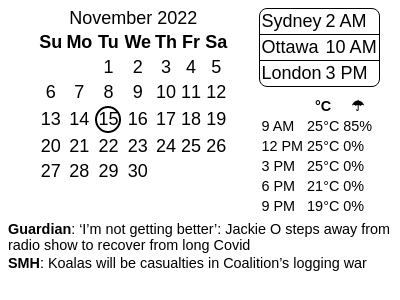 November 2022
Su Mo Tu We Th Fr Sa
1 2 3 4 5
6 7 8 9 10 11 12
13 14 15 16 17 18 19
20 21 22 23 24 25 26
27 28 29 30
Sydney 2 AM
Ottawa 10 AM
London 3 PM
°C ☂
9 AM 25°C 85%
12 PM 25°C 0%
3 PM 25°C 0%
6 PM 21°C 0%
9 PM 19°C 0%
Guardian: ‘I’m not getting better’: Jackie O steps away from
radio show to recover from long Covid
SMH: Koalas will be casualties in Coalition’s logging war